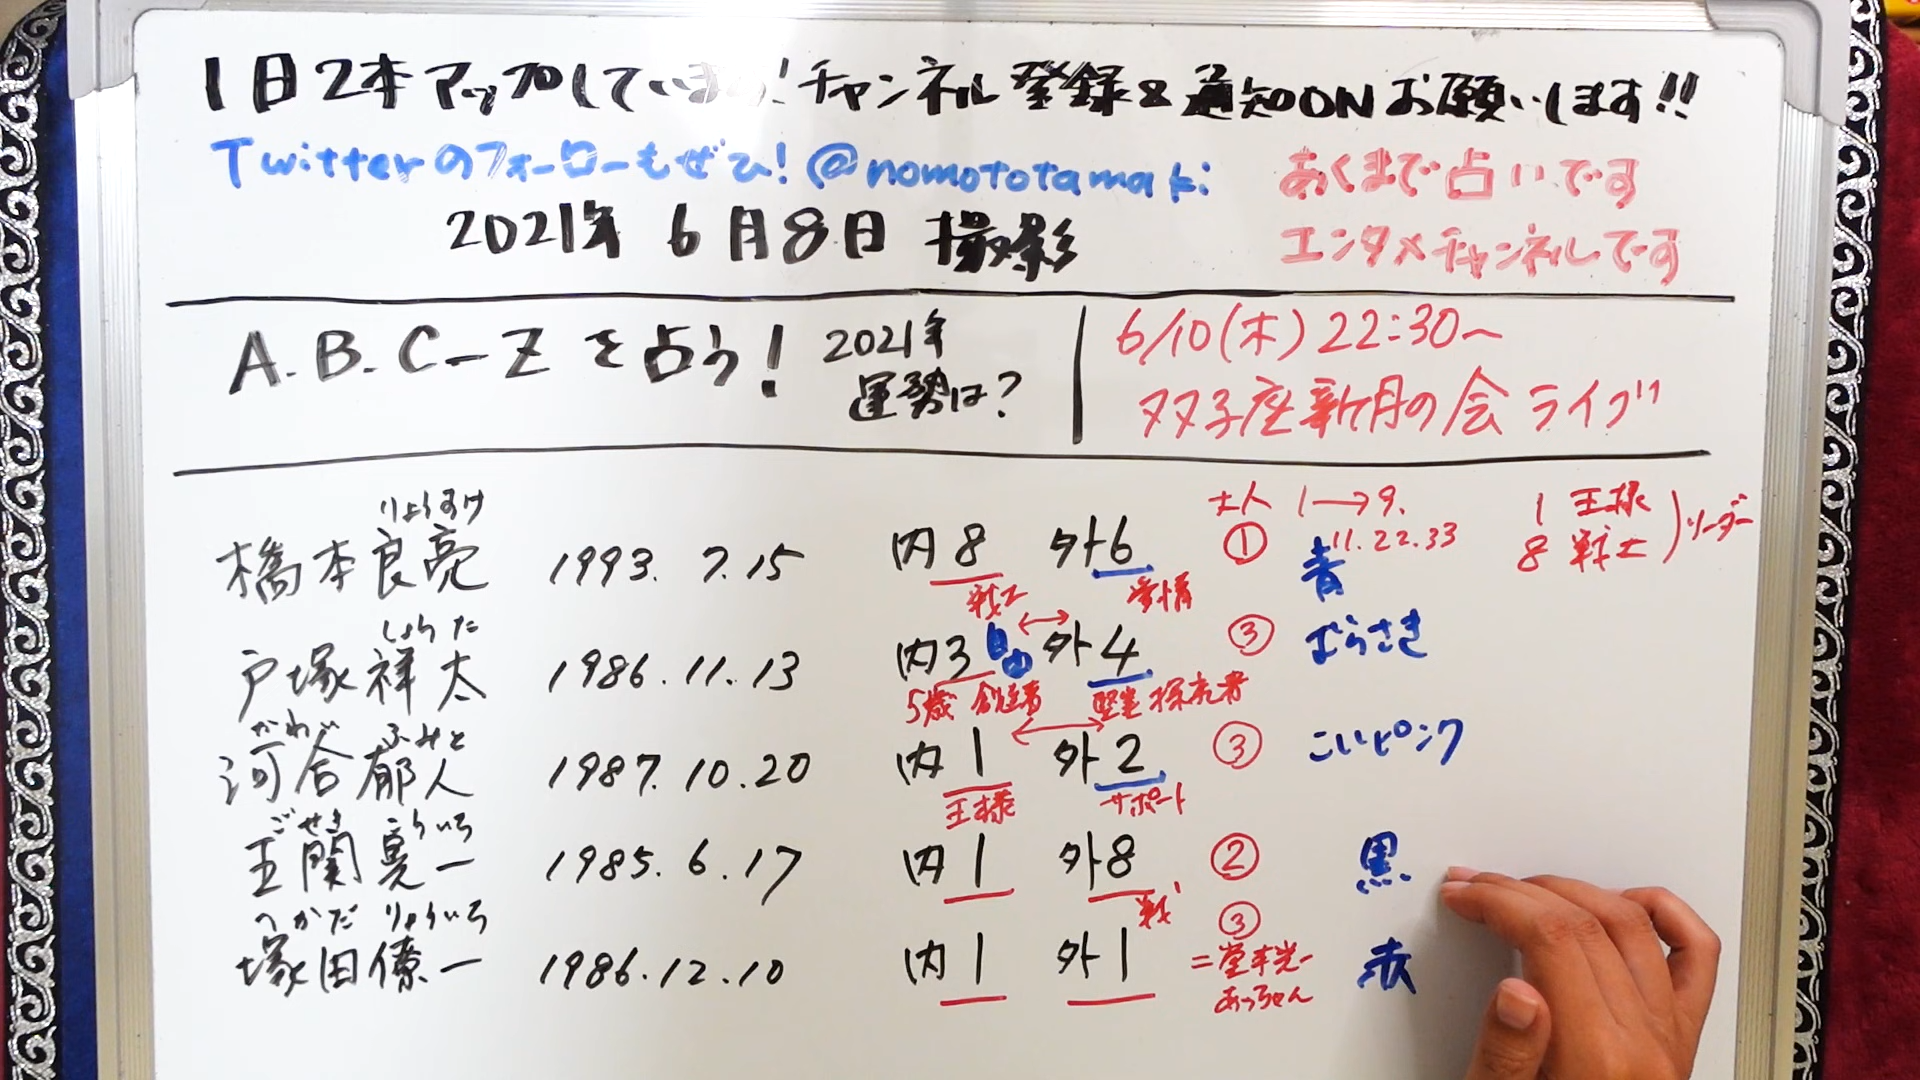 1日2本アップしています!チャンネル登録&通知ONお願いします!!
Twitterのフォローもぜひ!@nomototamaki
あくまで占いです
2021年 6月8日 撮影
エンタメチャンネルです
A.B.C-Zを占う! 2021年
運勢は?
6/10(木)22:30〜
双子座新月の会 ライブ
大人 1→9.
11.22.33
1 王様
8 戦士
リーダー
りょうすけ
橋本良亮 1993. 7.15 内8 外6 ① 青
戦士 愛情
しょうた
戸塚祥太 1986.11.13 内3 自由 外4 ③ むらさき
5歳 創造者 堅実 探究者
かわい ふみと
河合郁人 1987.10.20 内1 外2 ③ こいピンク
王様 サポート
ごせき こういち
五関晃一 1985.6.17 内1 外8 ② 黒
戦士
つかだ りょういち
塚田僚一 1986.12.10 内1 外1 ③ 赤
=堂本光一
あっちゃん